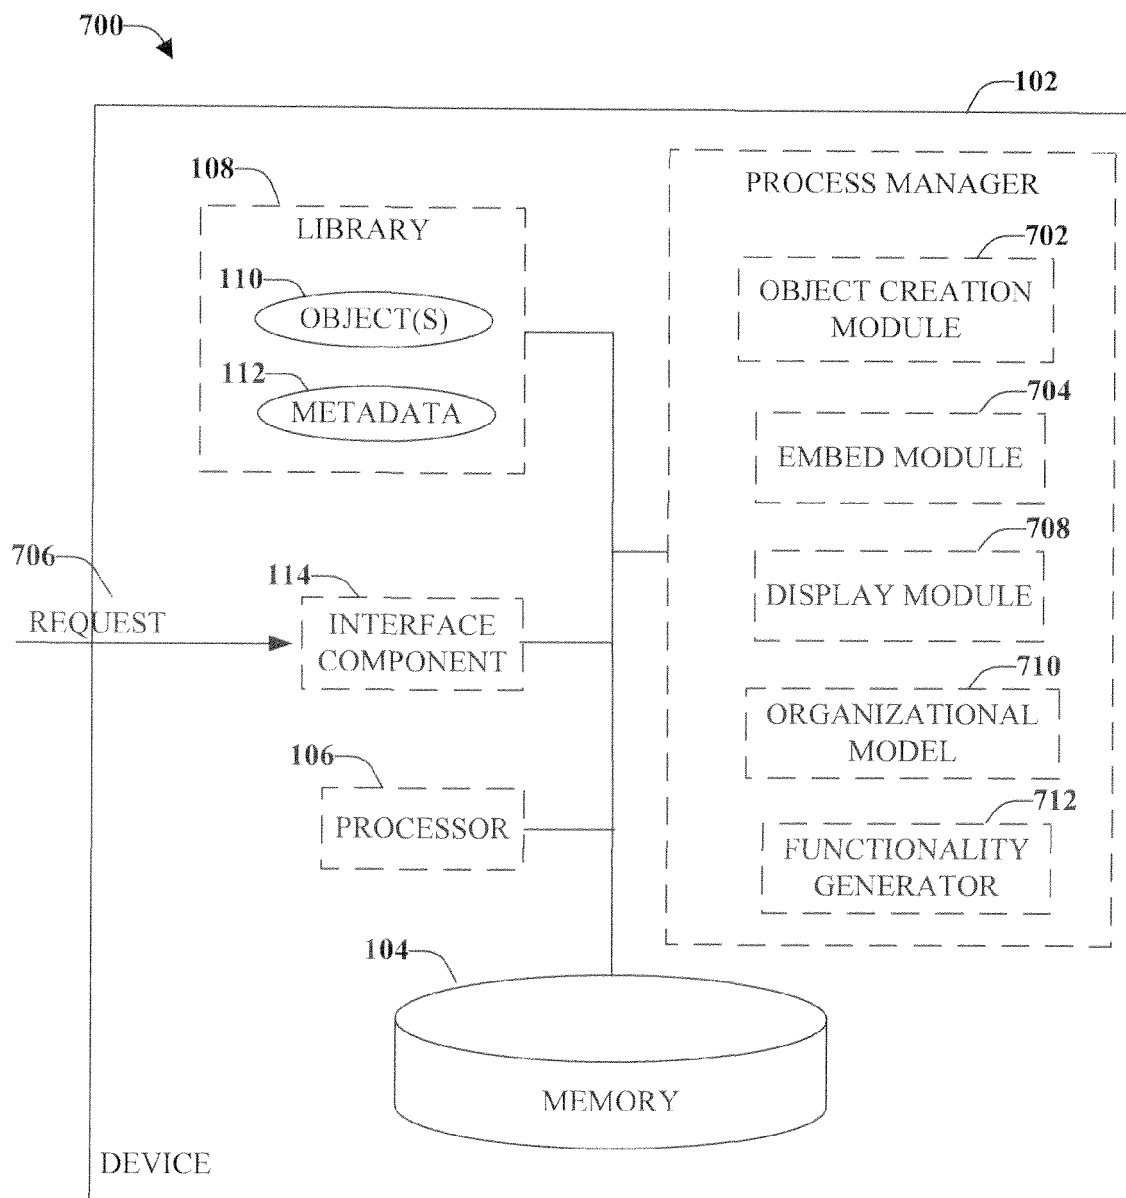 700
102
108
LIBRARY
110
OBJECT(S)
112
METADATA
PROCESS MANAGER
702
OBJECT CREATION
MODULE
704
EMBED MODULE
708
DISPLAY MODULE
710
ORGANIZATIONAL
MODEL
712
FUNCTIONALITY
GENERATOR
706
REQUEST
114
INTERFACE
COMPONENT
106
PROCESSOR
104
MEMORY
DEVICE